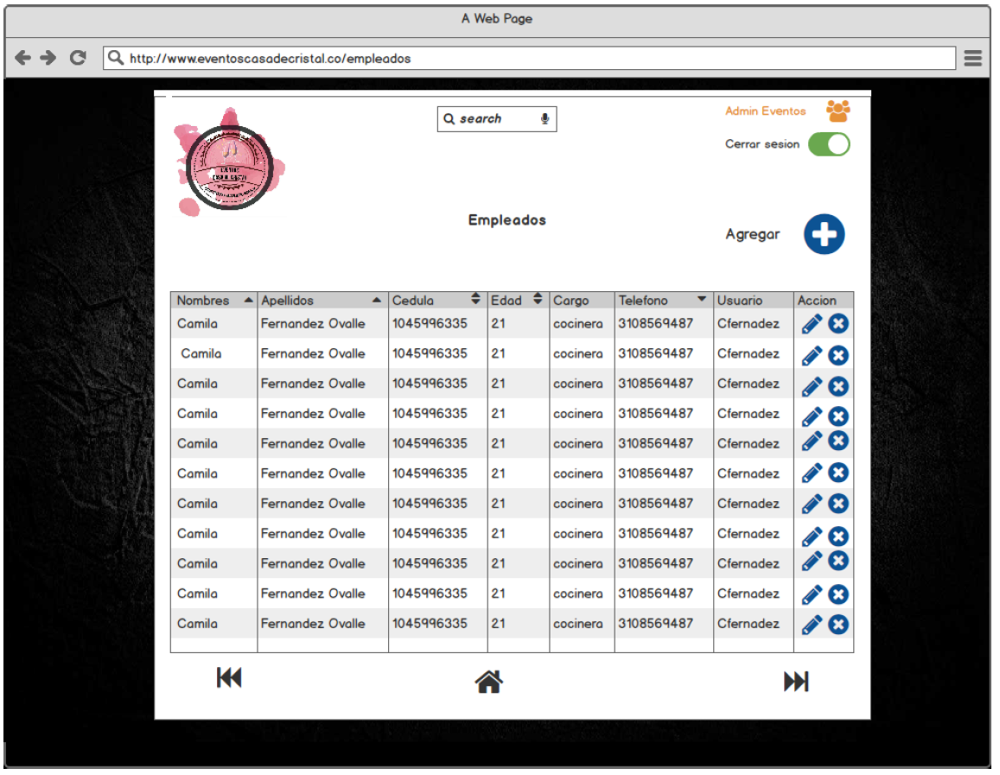 A Web Page
http://www.eventoscasadecristal.co/empleados
search
Admin Eventos
Cerrar sesion
Empleados
Agregar
Nombres Apellidos Cedula Edad Cargo Telefono Usuario Accion
Camila Fernandez Ovalle 1045996335 21 cocinera 3108569487 Cfernadez
Camila Fernandez Ovalle 1045996335 21 cocinera 3108569487 Cfernadez
Camila Fernandez Ovalle 1045996335 21 cocinera 3108569487 Cfernadez
Camila Fernandez Ovalle 1045996335 21 cocinera 3108569487 Cfernadez
Camila Fernandez Ovalle 1045996335 21 cocinera 3108569487 Cfernadez
Camila Fernandez Ovalle 1045996335 21 cocinera 3108569487 Cfernadez
Camila Fernandez Ovalle 1045996335 21 cocinera 3108569487 Cfernadez
Camila Fernandez Ovalle 1045996335 21 cocinera 3108569487 Cfernadez
Camila Fernandez Ovalle 1045996335 21 cocinera 3108569487 Cfernadez
Camila Fernandez Ovalle 1045996335 21 cocinera 3108569487 Cfernadez
Camila Fernandez Ovalle 1045996335 21 cocinera 3108569487 Cfernadez